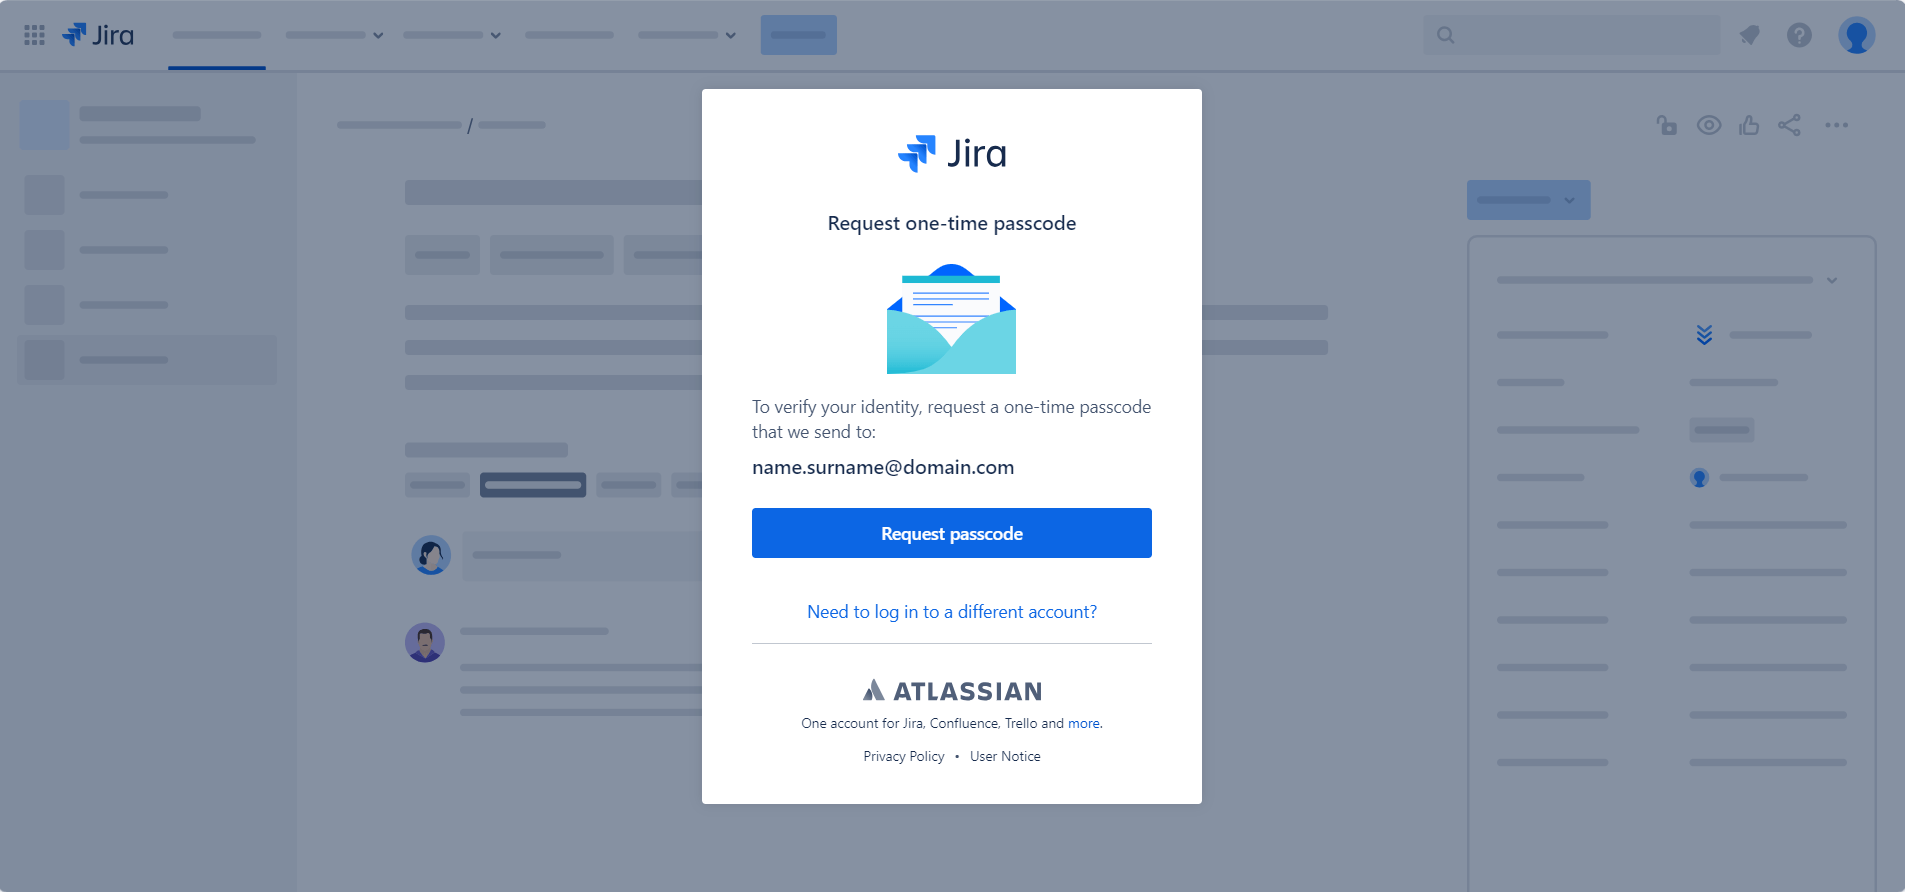 Jira
/
Jira
Request one-time passcode
To verify your identity, request a one-time passcode
that we send to:
name.surname@domain.com
Request passcode
Need to log in to a different account?
ATLASSIAN
One account for Jira, Confluence, Trello and more.
Privacy Policy • User Notice